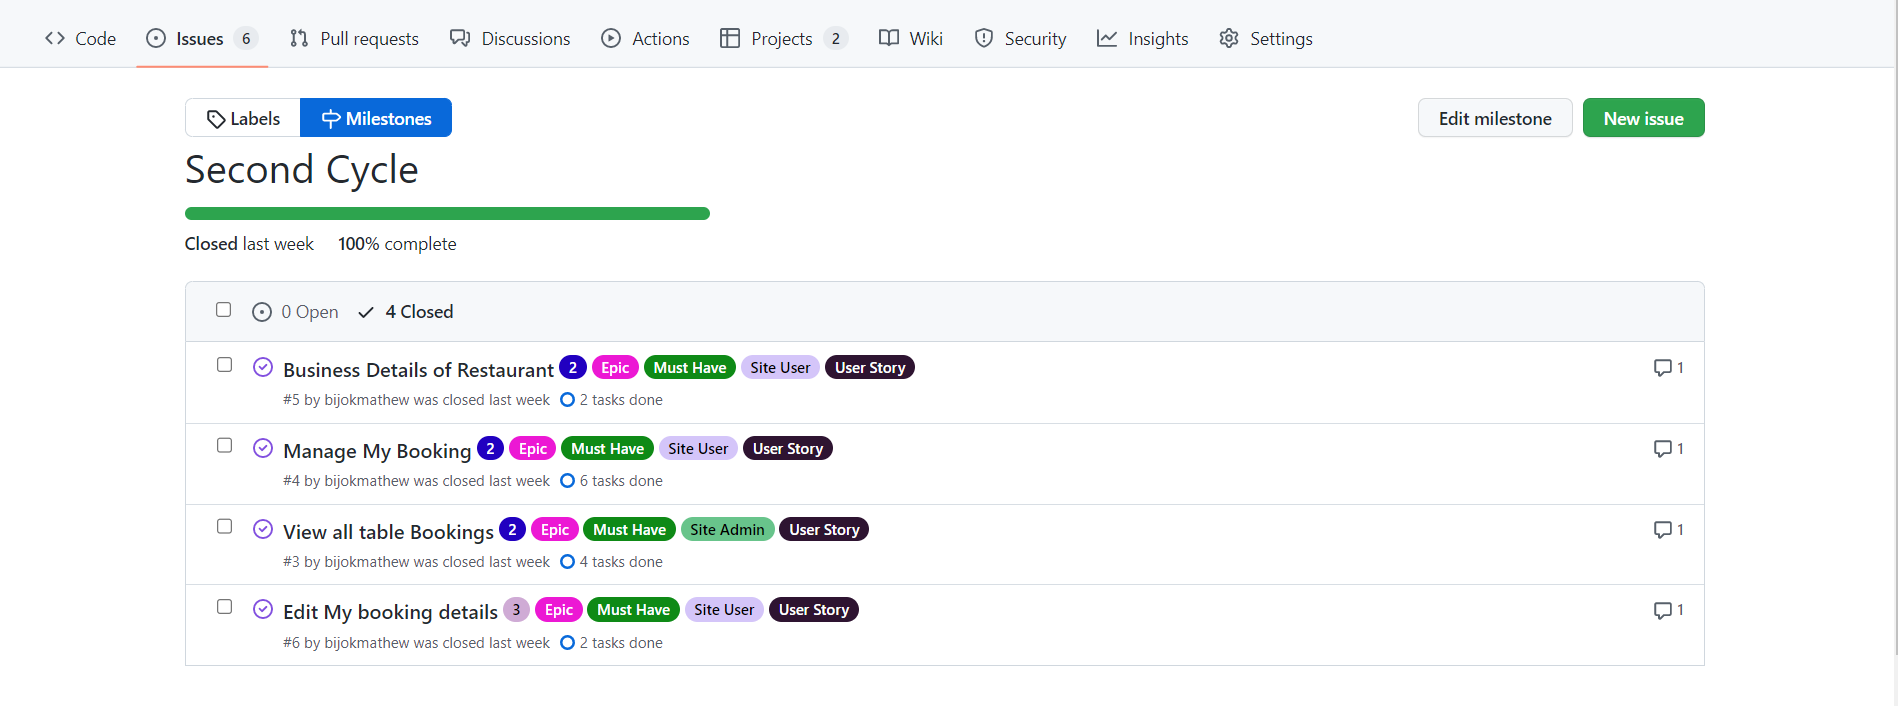 Code Issues 6 Pull requests Discussions Actions Projects 2 Wiki Security Insights Settings
Labels Milestones Edit milestone New issue
Second Cycle
Closed last week 100% complete
0 Open 4 Closed
Business Details of Restaurant 2 Epic Must Have Site User User Story 1
#5 by bijokmathew was closed last week 2 tasks done
Manage My Booking 2 Epic Must Have Site User User Story 1
#4 by bijokmathew was closed last week 6 tasks done
View all table Bookings 2 Epic Must Have Site Admin User Story 1
#3 by bijokmathew was closed last week 4 tasks done
Edit My booking details 3 Epic Must Have Site User User Story 1
#6 by bijokmathew was closed last week 2 tasks done